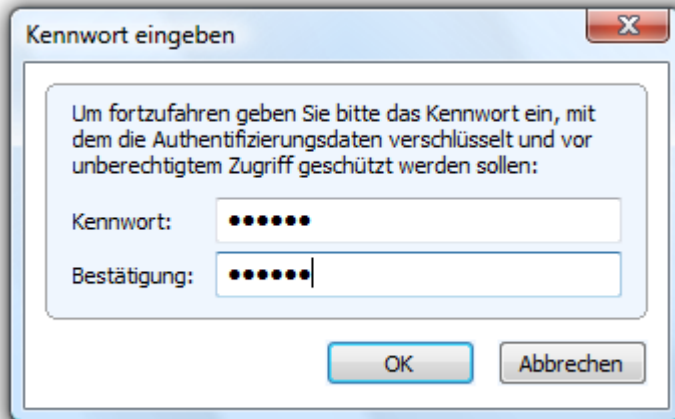 Kennwort eingeben
Um fortzufahren geben Sie bitte das Kennwort ein, mit
dem die Authentifizierungsdaten verschlüsselt und vor
unberechtigtem Zugriff geschützt werden sollen:
Kennwort: ●●●●●●
Bestätigung: ●●●●●●
OK Abbrechen